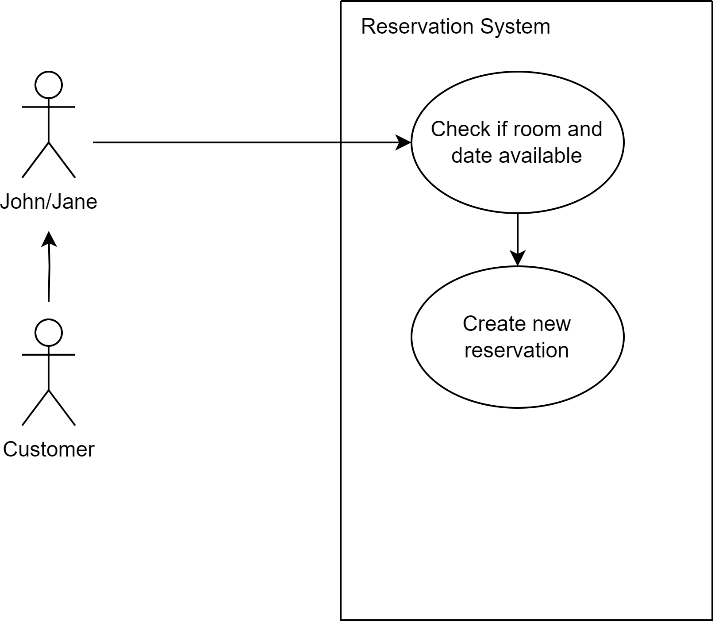 Reservation System
Check if room and
date available
John/Jane
Create new
reservation
Customer